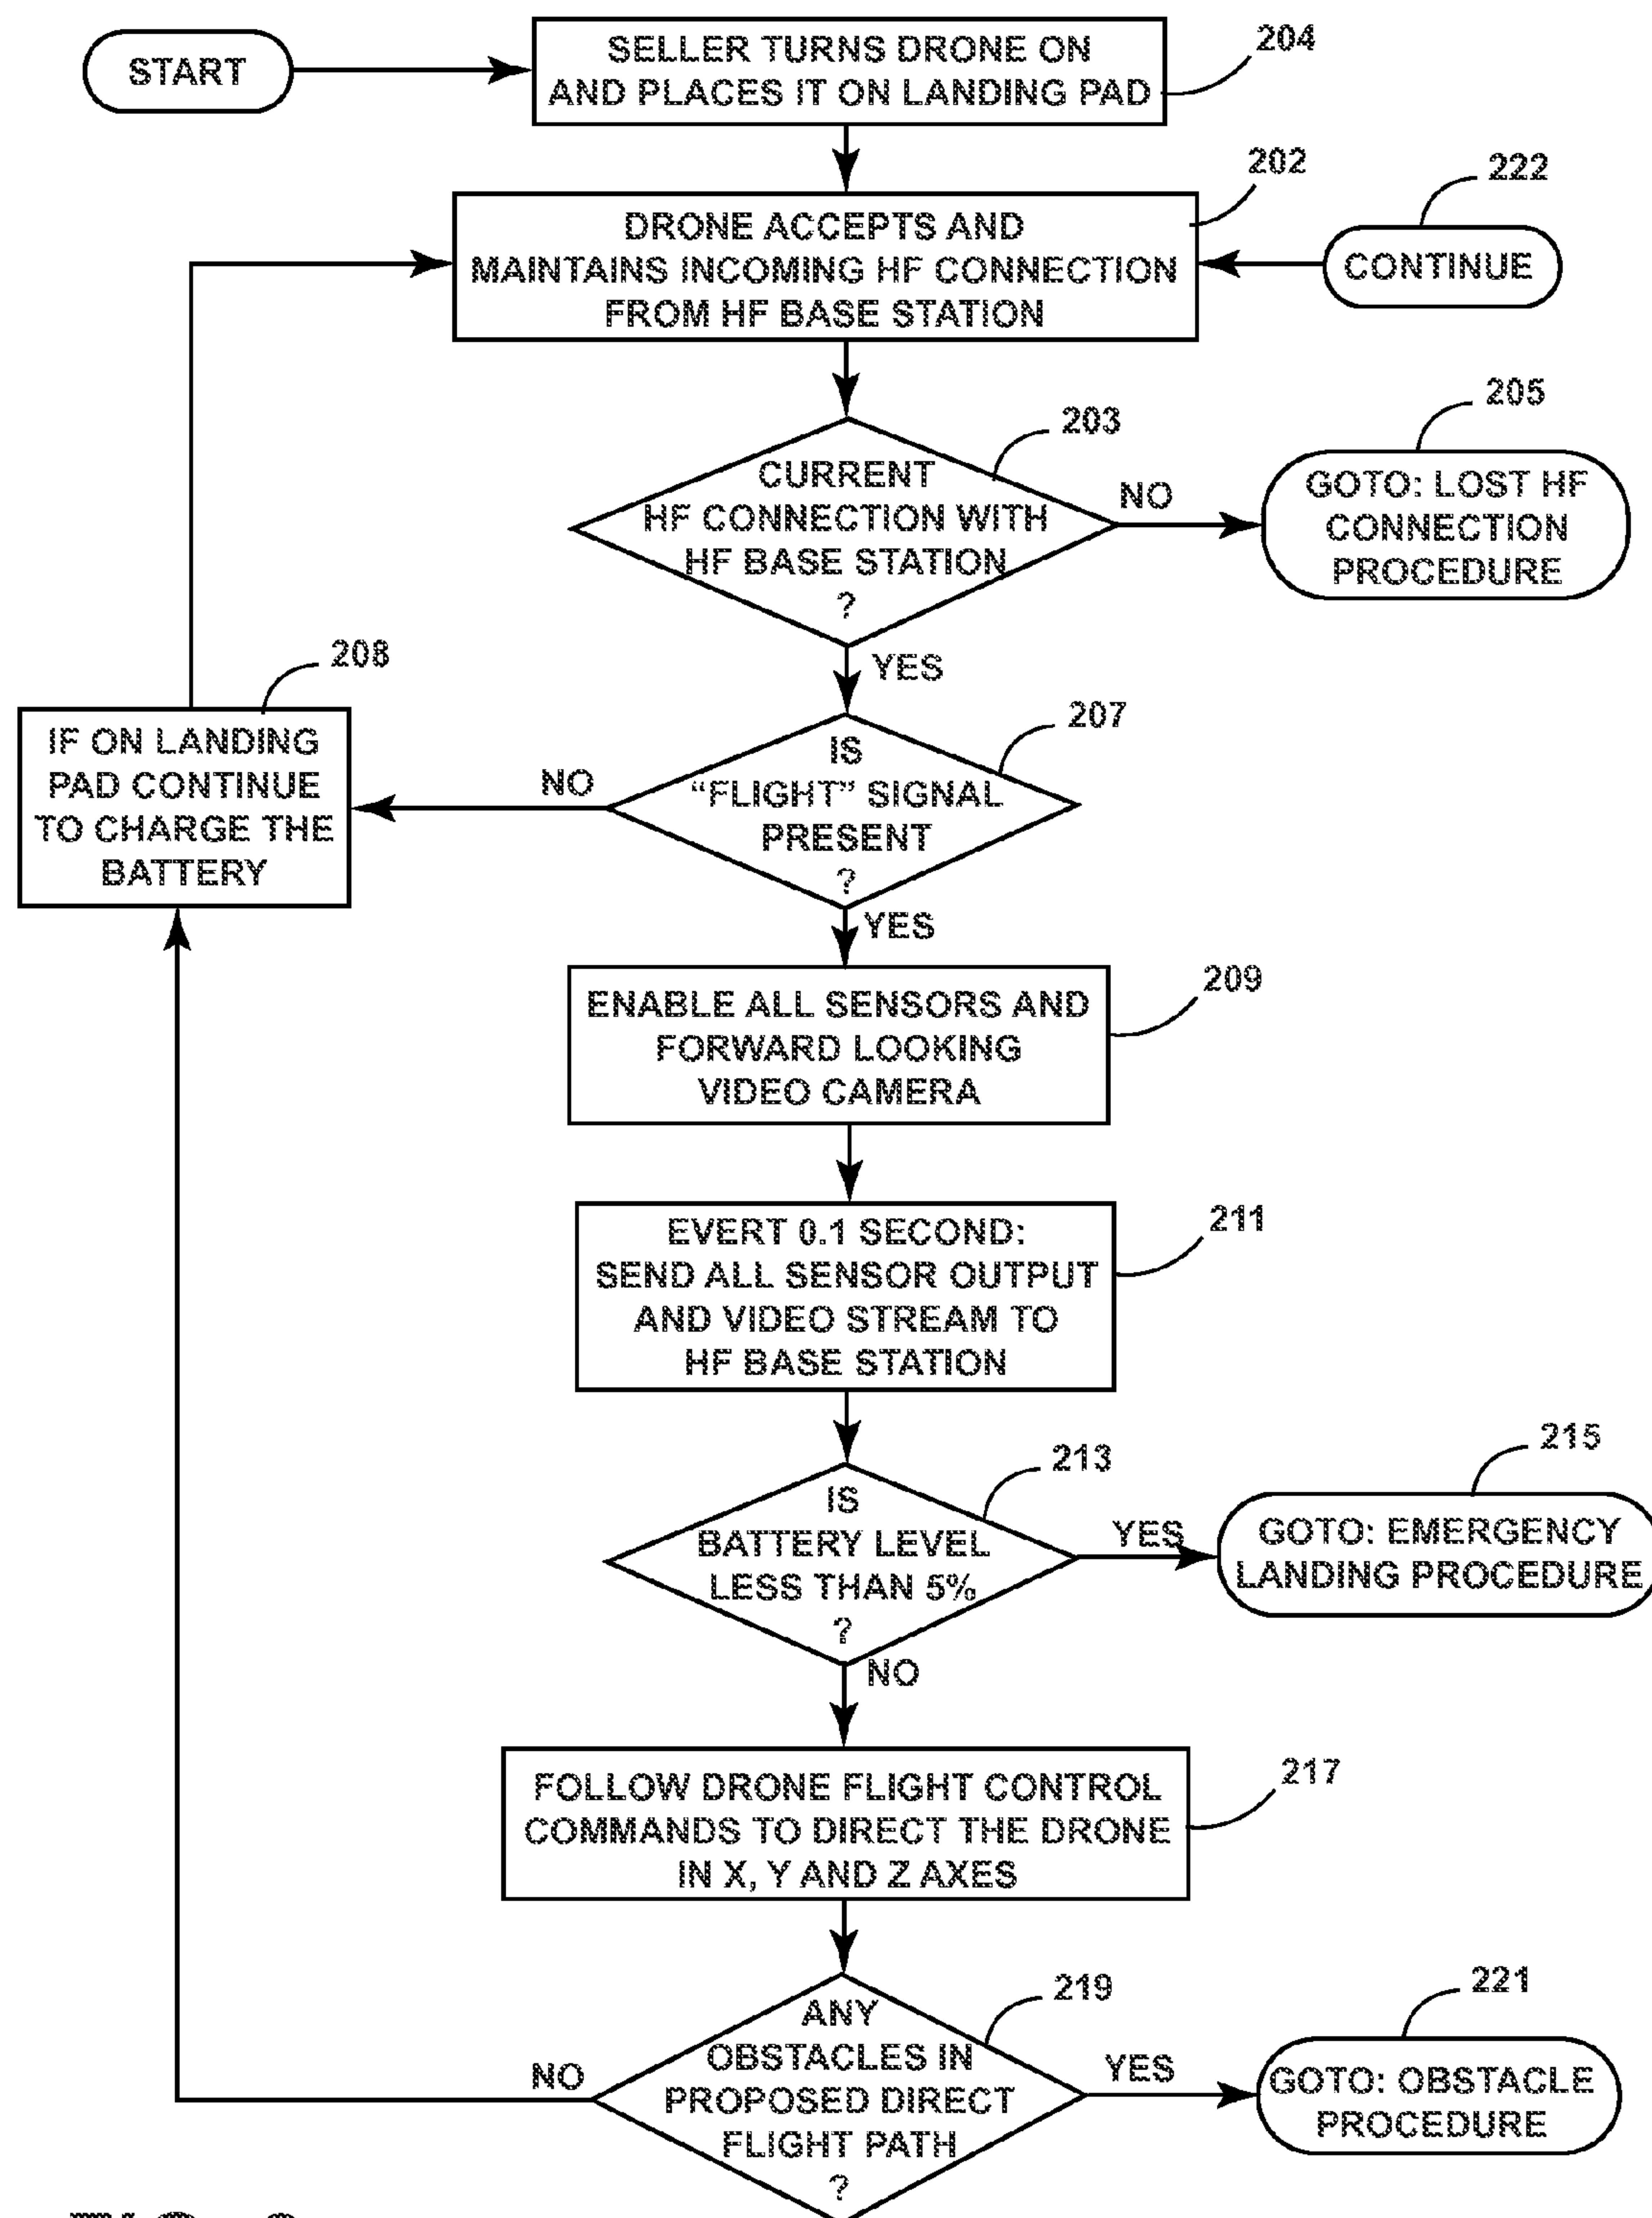 START
SELLER TURNS DRONE ON
AND PLACES IT ON LANDING PAD
204
202
DRONE ACCEPTS AND
MAINTAINS INCOMING HF CONNECTION
FROM HF BASE STATION
222
CONTINUE
203
CURRENT
HF CONNECTION WITH
HF BASE STATION
?
NO
205
GOTO: LOST HF
CONNECTION
PROCEDURE
YES
208
IF ON LANDING
PAD CONTINUE
TO CHARGE THE
BATTERY
NO
207
IS
“FLIGHT” SIGNAL
PRESENT
?
YES
209
ENABLE ALL SENSORS AND
FORWARD LOOKING
VIDEO CAMERA
211
EVERT 0.1 SECOND:
SEND ALL SENSOR OUTPUT
AND VIDEO STREAM TO
HF BASE STATION
213
IS
BATTERY LEVEL
LESS THAN 5%
?
YES
215
GOTO: EMERGENCY
LANDING PROCEDURE
NO
217
FOLLOW DRONE FLIGHT CONTROL
COMMANDS TO DIRECT THE DRONE
IN X, Y AND Z AXES
219
ANY
OBSTACLES IN
PROPOSED DIRECT
FLIGHT PATH
?
NO
YES
221
GOTO: OBSTACLE
PROCEDURE